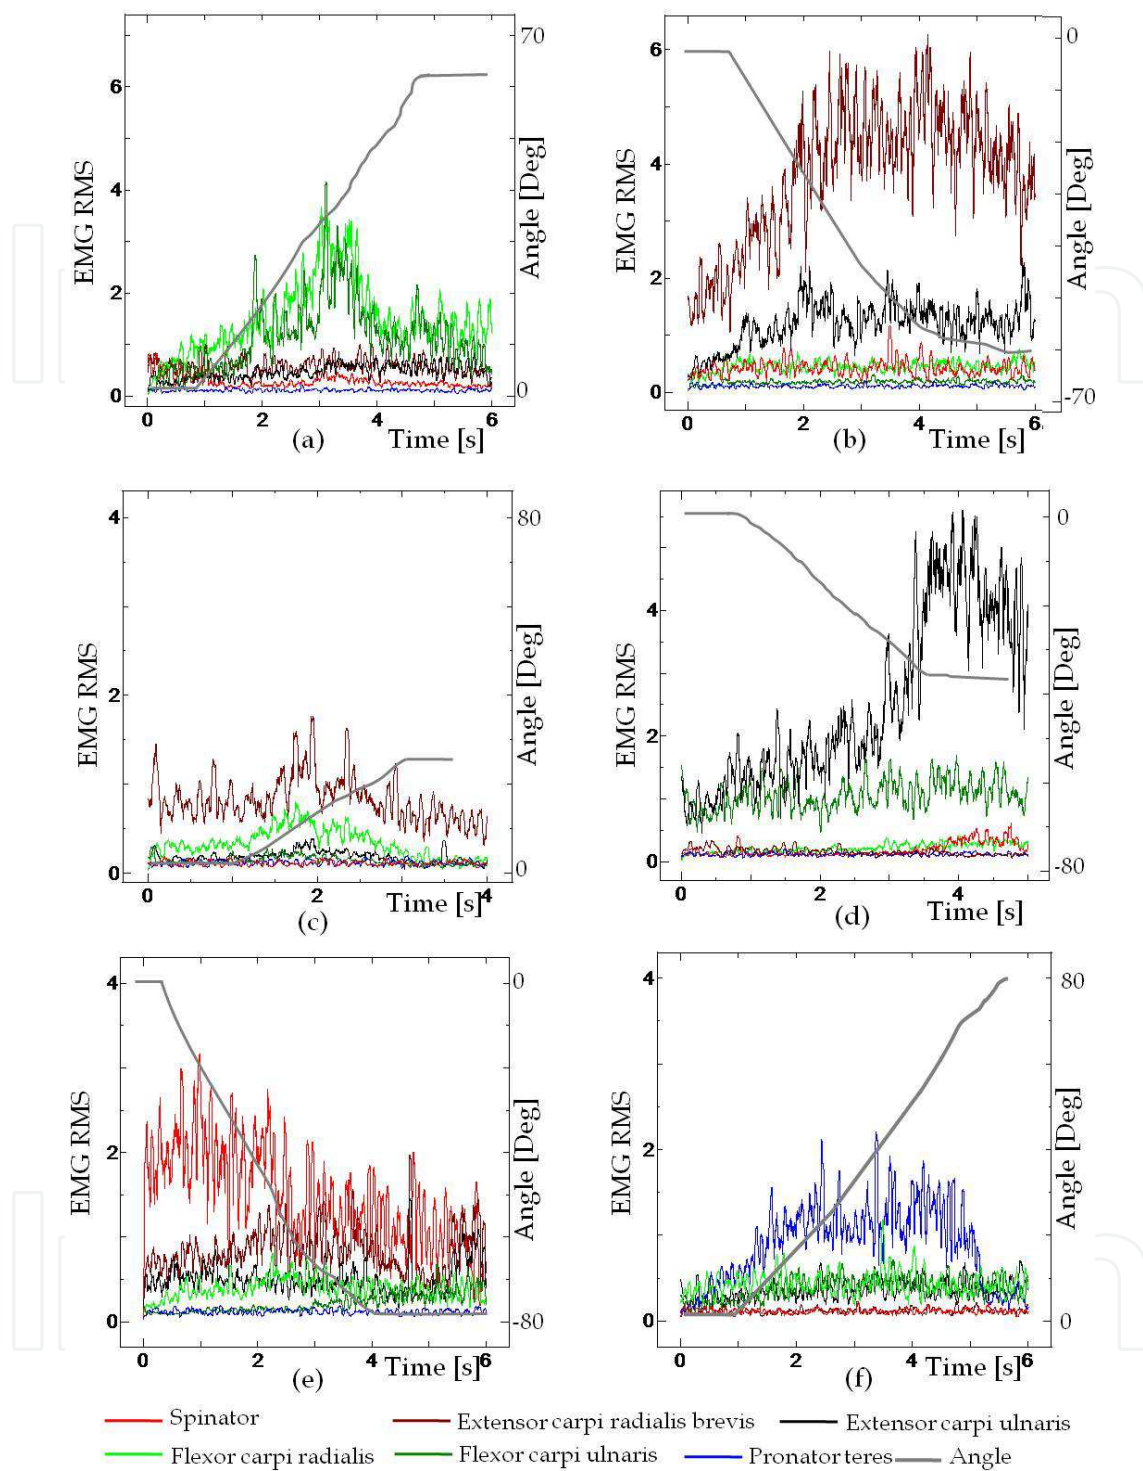 70 0
6 6
EMG RMS Angle [Deg] EMG RMS Angle [Deg]
4 4
2 2
0 0 0 -70
0 2 4 6 0 2 4 6
(a) Time [s] (b) Time [s]
4 80 0
EMG RMS Angle [Deg] EMG RMS Angle [Deg]
4
2 2
0 0 0 -80
0 2 4 0 2 4
Time [s] Time [s]
(c) (d)
4 0 4 80
3
EMG RMS Angle [Deg] EMG RMS Angle [Deg]
2 2
1
0 -80 0 0
0 2 4 Time [s] 6 0 2 4 Time [s] 6
(e) (f)
Spinator Extensor carpi radialis brevis Extensor carpi ulnaris
Flexor carpi radialis Flexor carpi ulnaris Pronator teres Angle